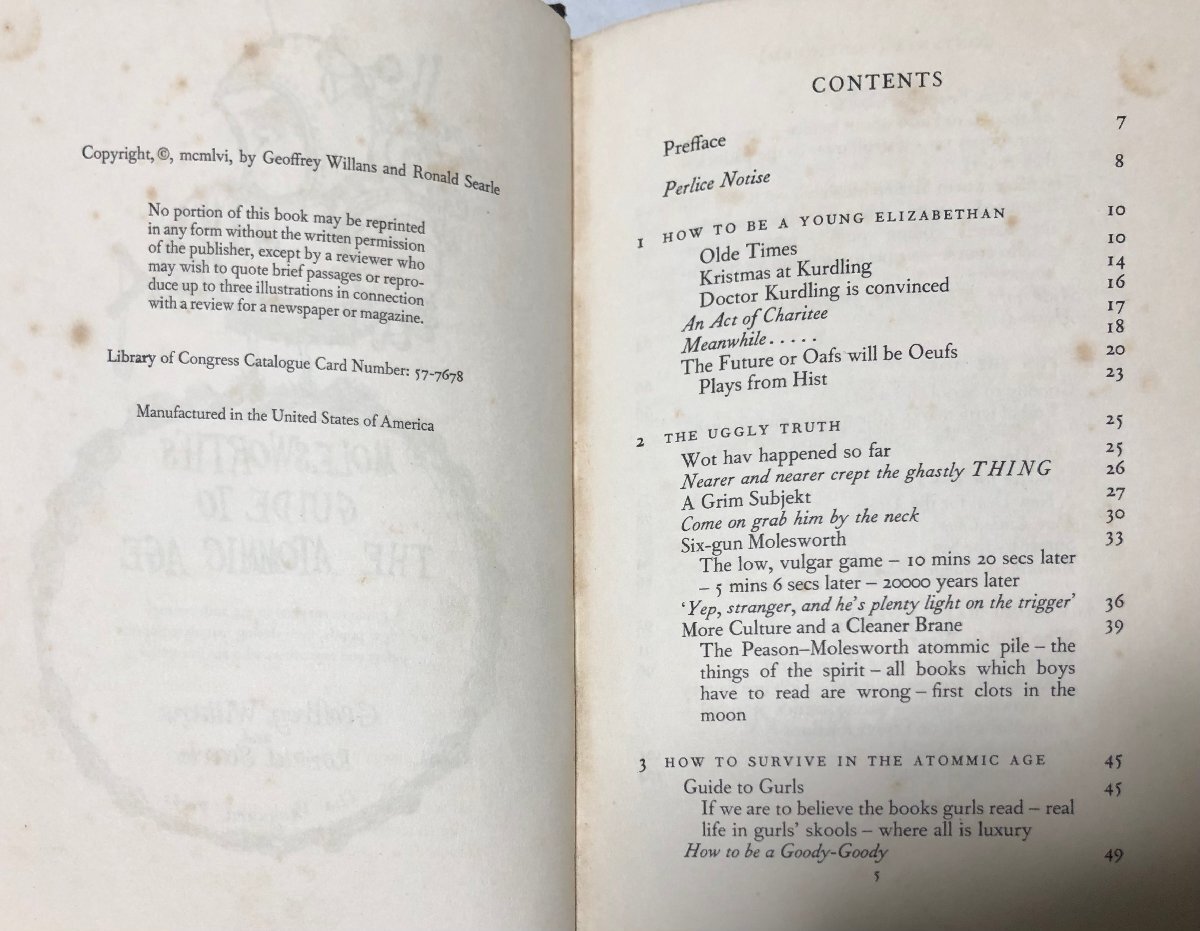 Copyright, ©, mcmlvi, by Geoffrey Willans and Ronald Searle
No portion of this book may be reprinted
in any form without the written permission
of the publisher, except by a reviewer who
may wish to quote brief passages or repro-
duce up to three illustrations in connection
with a review for a newspaper or magazine.
Library of Congress Catalogue Card Number: 57-7678
Manufactured in the United States of America
MOLESWORTH'S
GUIDE TO
THE ATOMIC AGE
Geoffrey Willans
and
Ronald Searle
CONTENTS
Prefface 7
Perlice Notise 8
1 HOW TO BE A YOUNG ELIZABETHAN 10
Olde Times 10
Kristmas at Kurdling 14
Doctor Kurdling is convinced 16
An Act of Charitee 17
Meanwhile..... 18
The Future or Oafs will be Oeufs 20
Plays from Hist 23
2 THE UGGLY TRUTH 25
Wot hav happened so far 25
Nearer and nearer crept the ghastly THING 26
A Grim Subjekt 27
Come on grab him by the neck 30
Six-gun Molesworth 33
The low, vulgar game – 10 mins 20 secs later
– 5 mins 6 secs later – 20000 years later
'Yep, stranger, and he's plenty light on the trigger' 36
More Culture and a Cleaner Brane 39
The Peason–Molesworth atommic pile – the
things of the spirit – all books which boys
have to read are wrong – first clots in the
moon
3 HOW TO SURVIVE IN THE ATOMMIC AGE 45
Guide to Gurls 45
If we are to believe the books gurls read – real
life in gurls' skools – where all is luxury
How to be a Goody-Goody 49
5